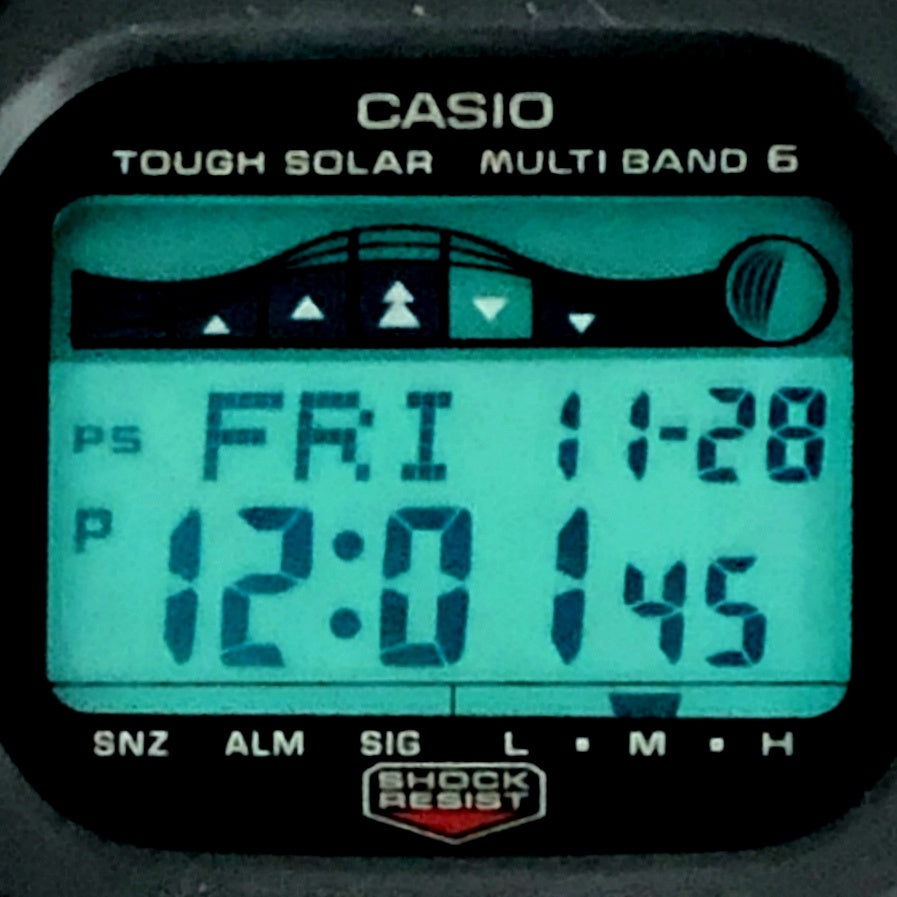 CASIO
TOUGH SOLAR MULTI BAND 6
PS FRI 11-28
P 12:01 45
SNZ ALM SIG L • M • H
SHOCK
RESIST